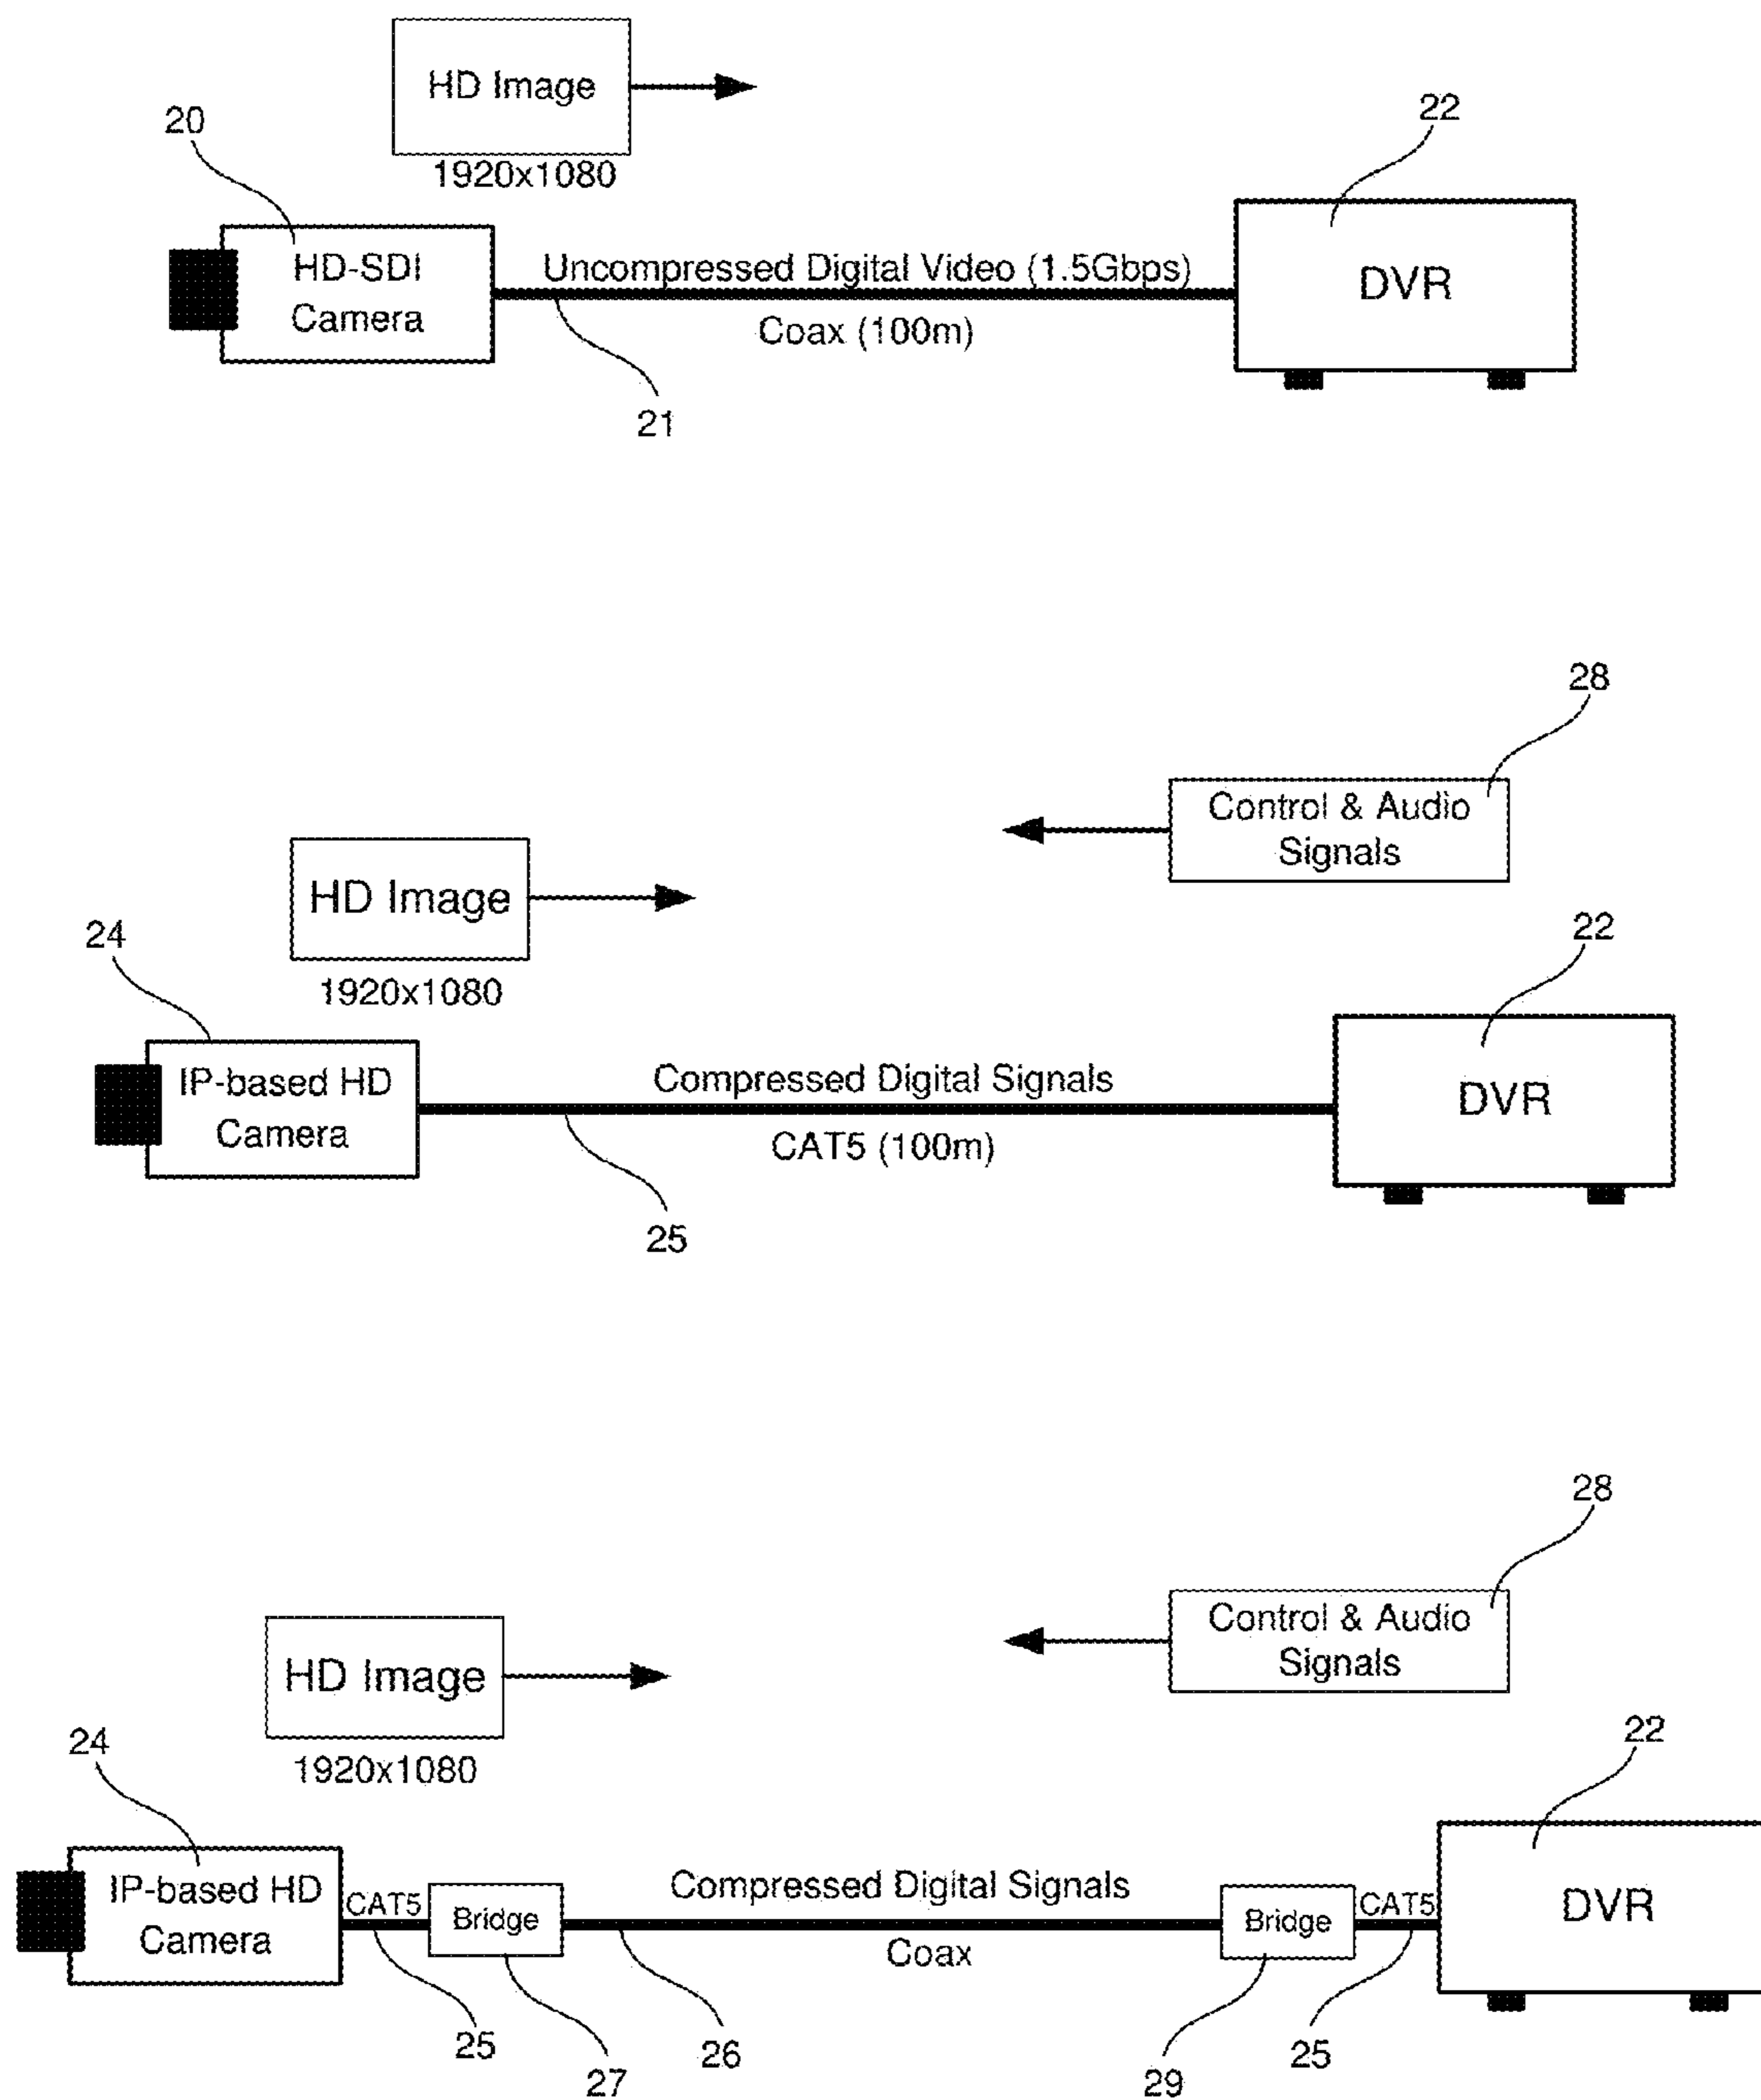 HD Image
1920x1080
20
22
HD-SDI
Camera
Uncompressed Digital Video (1.5Gbps)
Coax (100m)
DVR
21
28
Control & Audio
Signals
HD Image
1920x1080
24
22
IP-based HD
Camera
Compressed Digital Signals
CAT5 (100m)
DVR
25
28
Control & Audio
Signals
HD Image
1920x1080
24
22
IP-based HD
Camera
CAT5
Bridge
Compressed Digital Signals
Coax
Bridge
CAT5
DVR
25
27
26
29
25